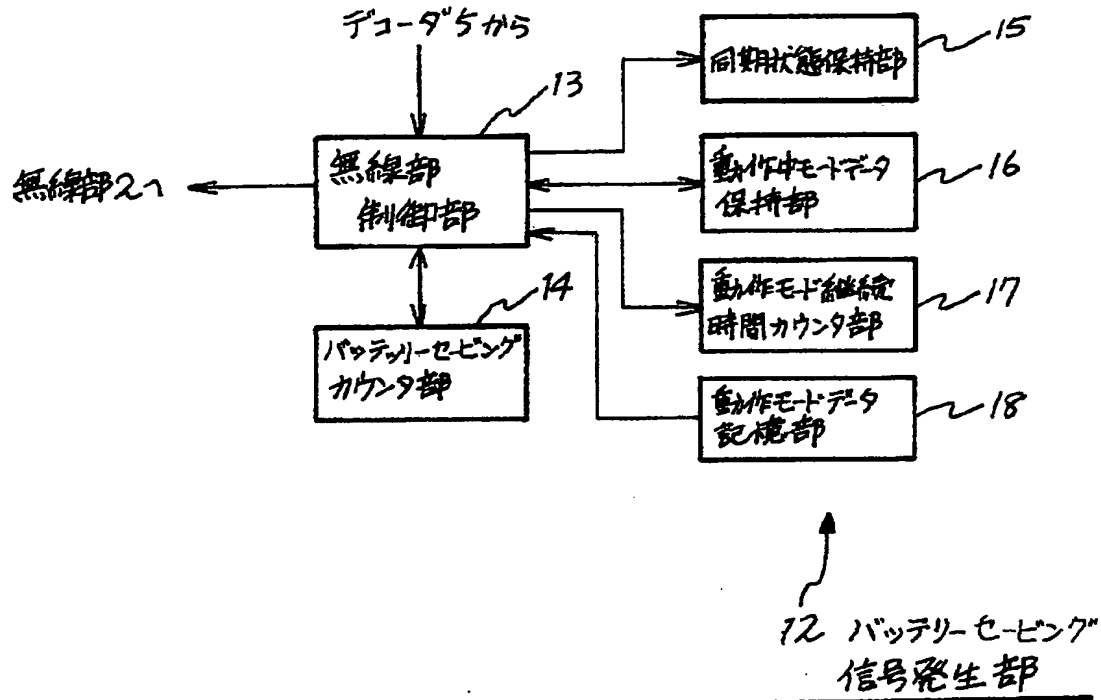 デコーダ5から
15
同期状態保持部
13
無線部
制御部
無線部2へ
16
動作中モードデータ
保持部
14
バッテリーセービング
カウンタ部
17
動作モード継続
時間カウンタ部
18
動作モードデータ
記憶部
12 バッテリーセービング
信号発生部